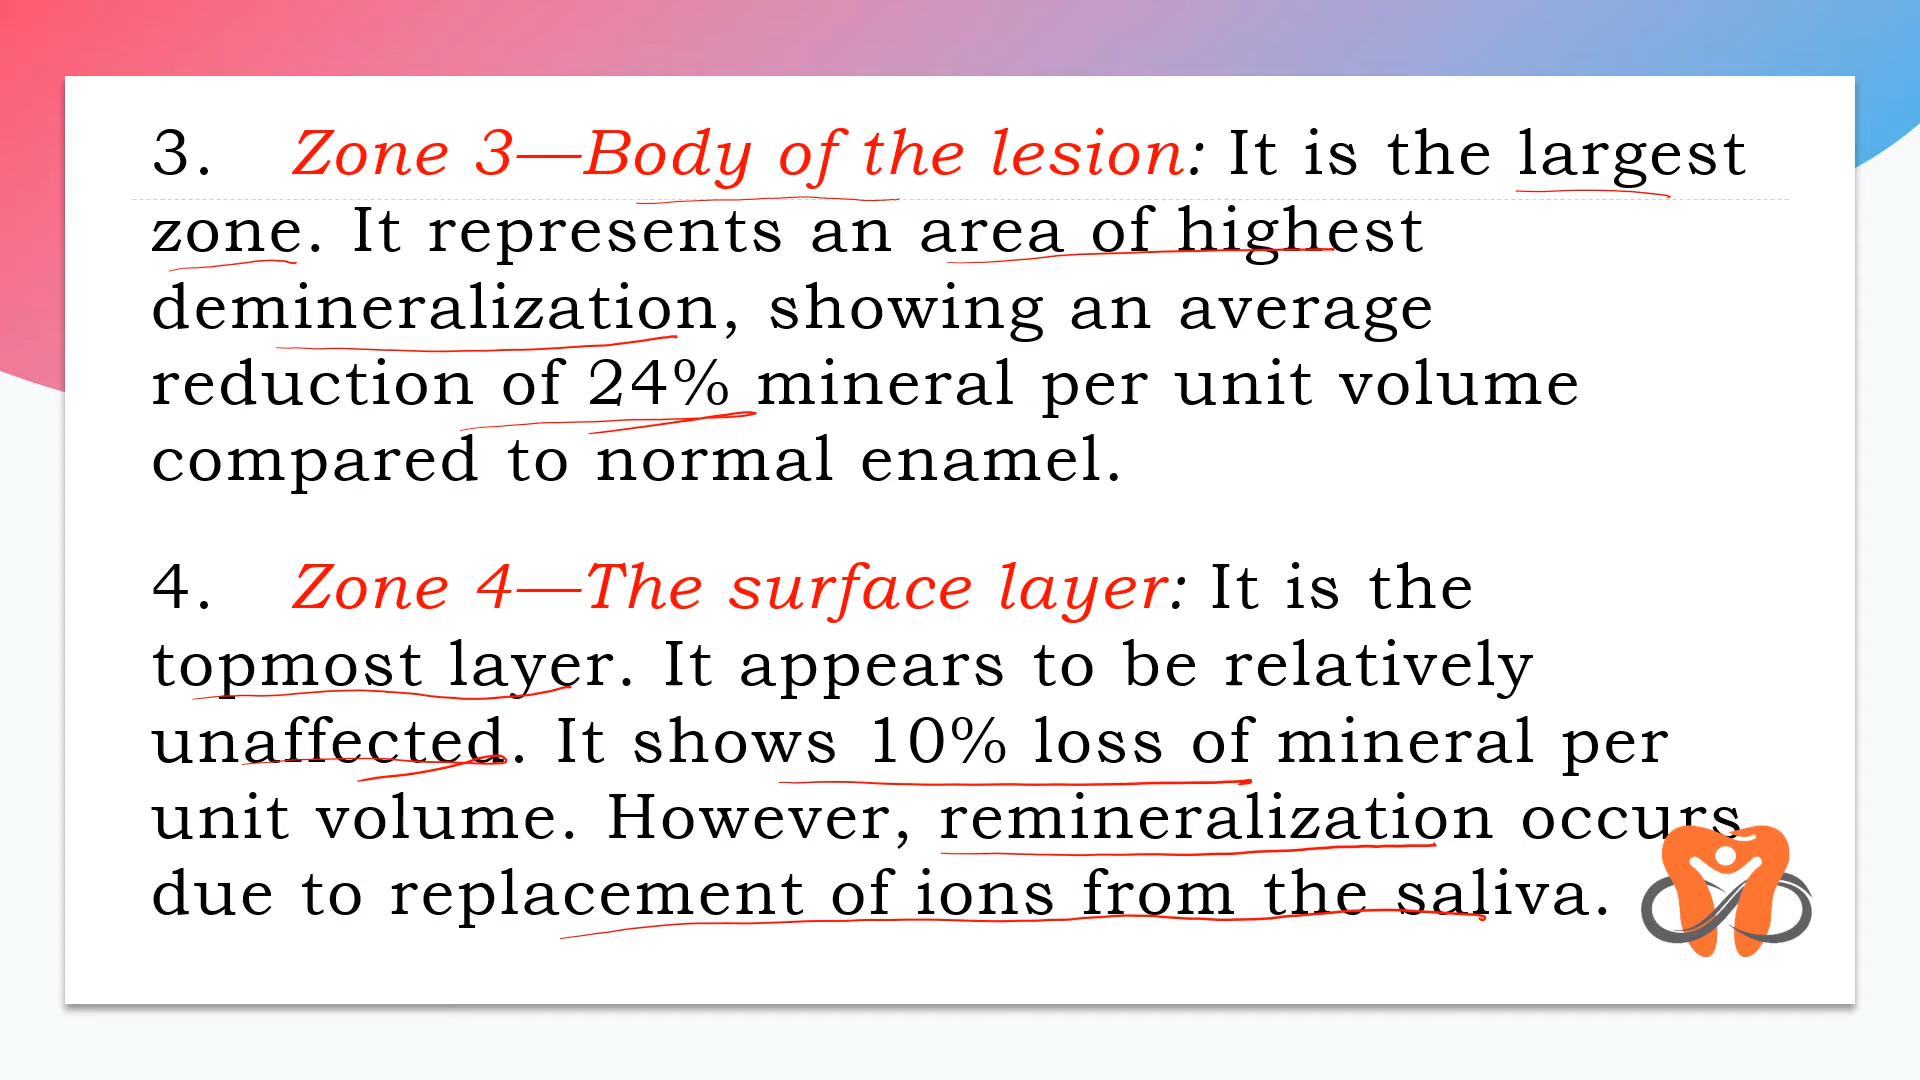 3. Zone 3—Body of the lesion: It is the largest
zone. It represents an area of highest
demineralization, showing an average
reduction of 24% mineral per unit volume
compared to normal enamel.
4. Zone 4—The surface layer: It is the
topmost layer. It appears to be relatively
unaffected. It shows 10% loss of mineral per
unit volume. However, remineralization occurs
due to replacement of ions from the saliva.